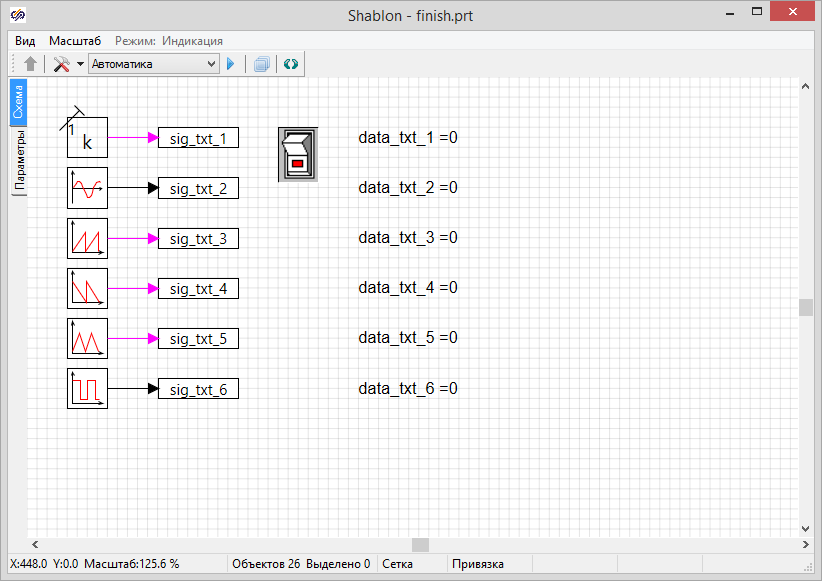 Shablon - finish.prt
Вид Масштаб Режим: Индикация
Автоматика
Схема
Параметры
1
k
sig_txt_1
data_txt_1 =0
sig_txt_2
data_txt_2 =0
sig_txt_3
data_txt_3 =0
sig_txt_4
data_txt_4 =0
sig_txt_5
data_txt_5 =0
sig_txt_6
data_txt_6 =0
X:448.0 Y:0.0 Масштаб:125.6 % Объектов 26 Выделено 0 Сетка Привязка